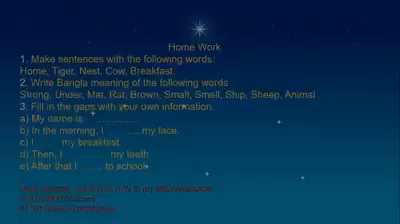 Home Work
1. Make sentences with the following words:
Home, Tiger, Nest, Cow, Breakfast.
2. Write Bangla meaning of the following words
Strong, Under, Mat, Rat, Brown, Small, Smell, Ship, Sheep, Animal
3. Fill in the gaps with your own information.
a) My name is ……………
b) In the morning, I ………. my face.
c) I …… my breakfast
d) Then, I ………. my teeth
e) After that I …… to school.